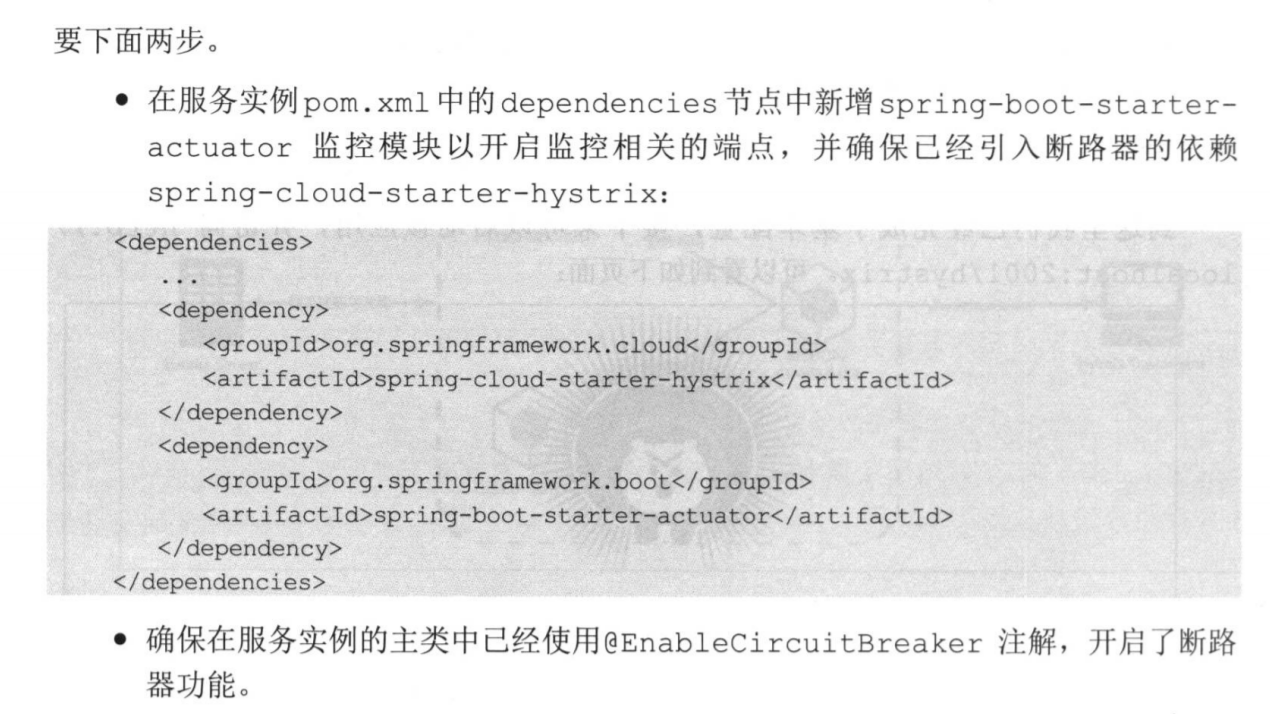 要下面两步。
● 在服务实例pom.xml中的dependencies节点中新增spring-boot-starter-
actuator 监控模块以开启监控相关的端点，并确保已经引入断路器的依赖
spring-cloud-starter-hystrix：
<dependencies>
...
<dependency>
<groupId>org.springframework.cloud</groupId>
<artifactId>spring-cloud-starter-hystrix</artifactId>
</dependency>
<dependency>
<groupId>org.springframework.boot</groupId>
<artifactId>spring-boot-starter-actuator</artifactId>
</dependency>
</dependencies>
● 确保在服务实例的主类中已经使用@EnableCircuitBreaker 注解，开启了断路
器功能。